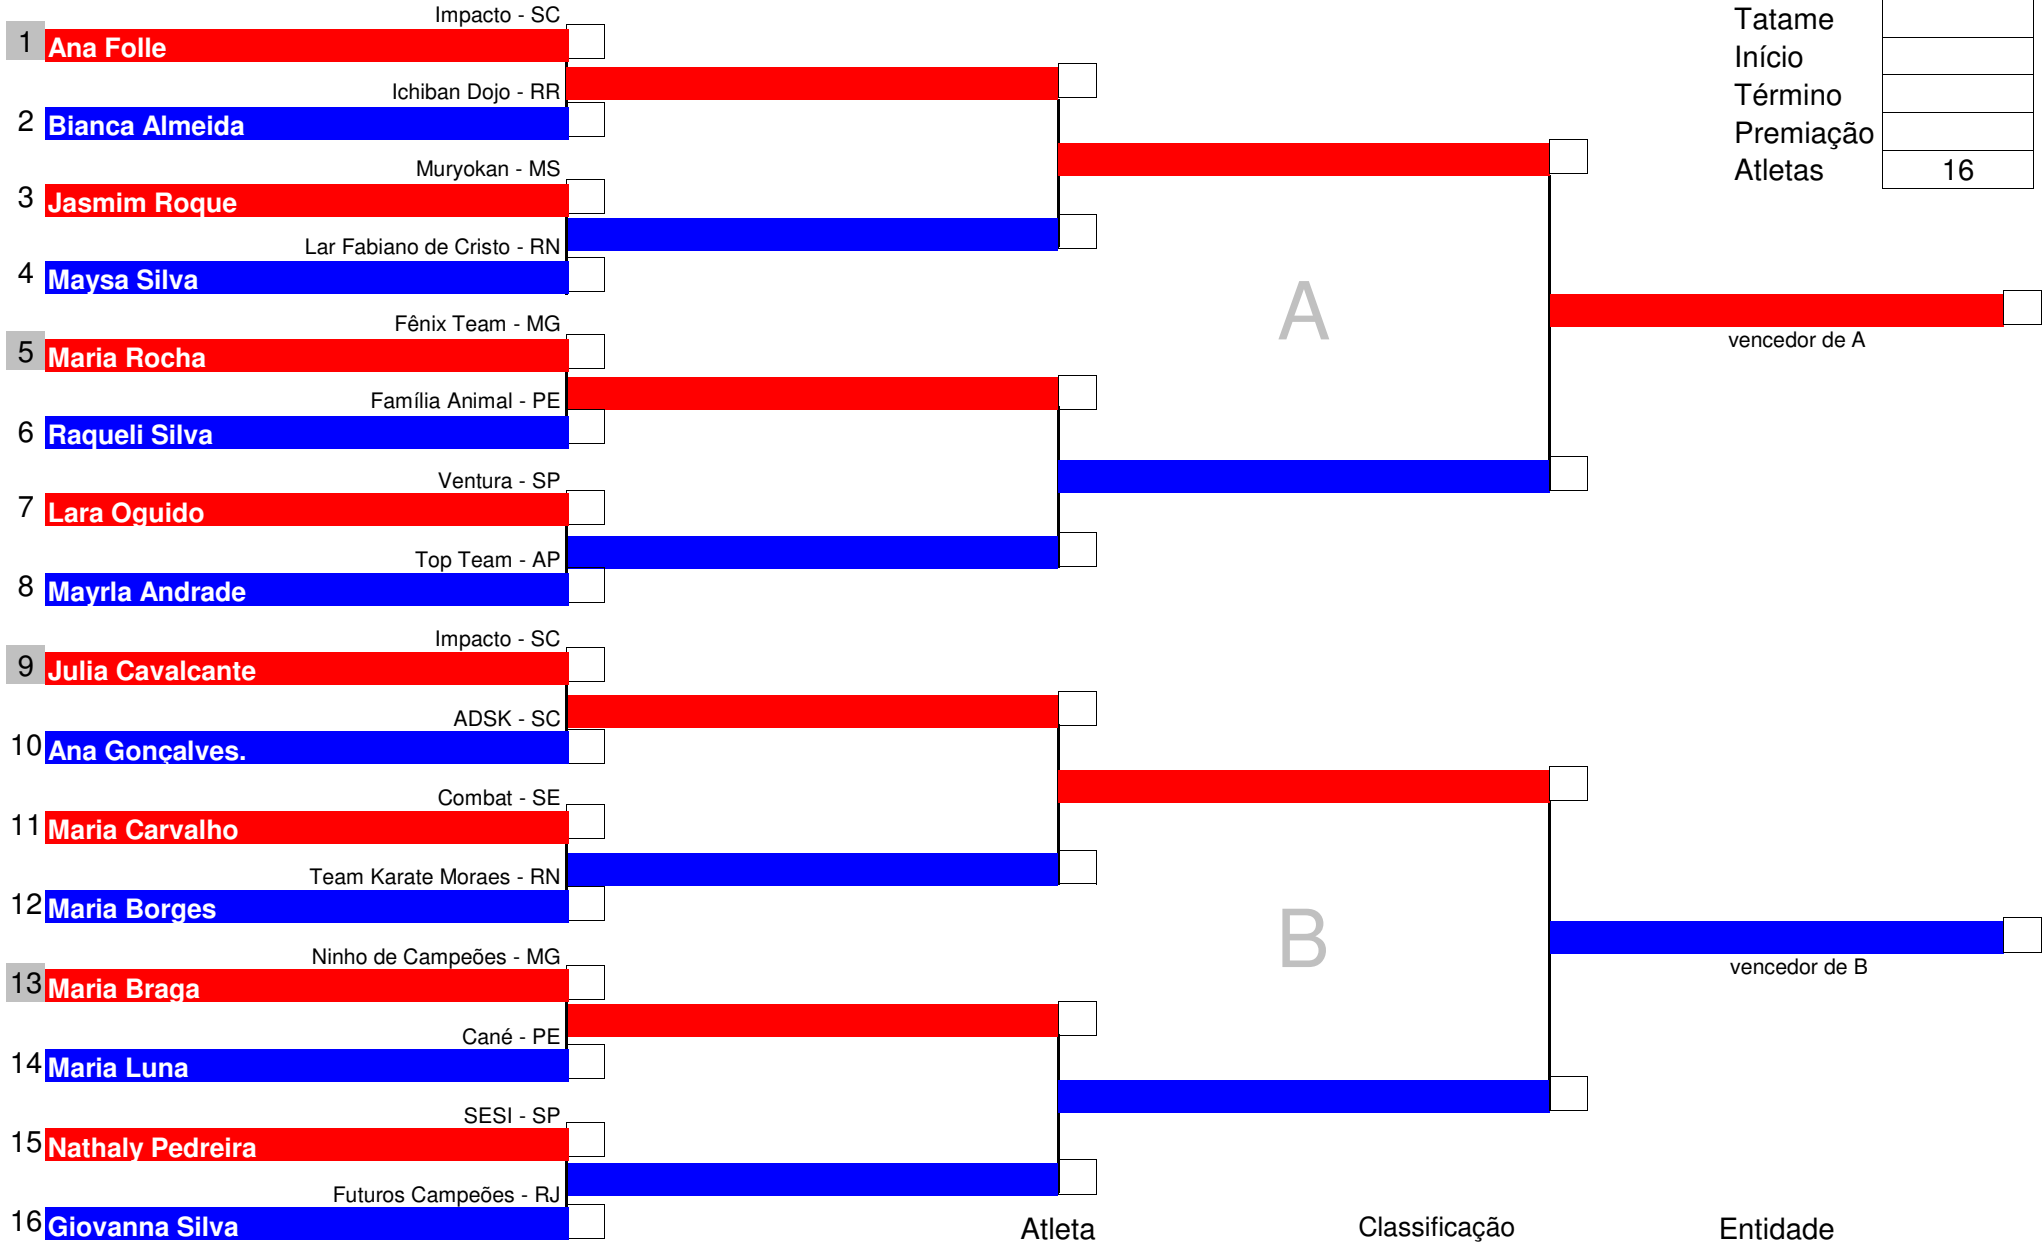 Impacto - SC
1 Ana Folle
Ichiban Dojo - RR
2 Bianca Almeida
Muryokan - MS
3 Jasmim Roque
Lar Fabiano de Cristo - RN
4 Maysa Silva
Fênix Team - MG
5 Maria Rocha
Família Animal - PE
6 Raqueli Silva
Ventura - SP
7 Lara Oguido
Top Team - AP
8 Mayrla Andrade
Impacto - SC
9 Julia Cavalcante
ADSK - SC
10 Ana Gonçalves.
Combat - SE
11 Maria Carvalho
Team Karate Moraes - RN
12 Maria Borges
Ninho de Campeões - MG
13 Maria Braga
Cané - PE
14 Maria Luna
SESI - SP
15 Nathaly Pedreira
Futuros Campeões - RJ
16 Giovanna Silva
A
B
vencedor de A
vencedor de B
Tatame
Início
Término
Premiação
Atletas 16
Atleta Classificação Entidade